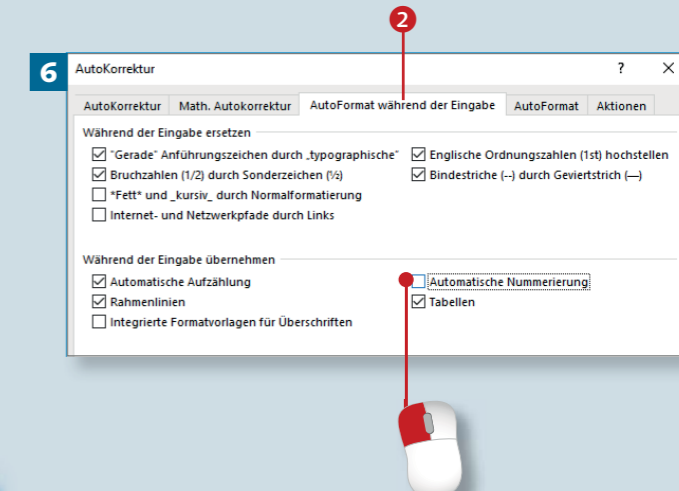 2
6
AutoKorrektur ? ×
AutoKorrektur Math. Autokorrektur AutoFormat während der Eingabe AutoFormat Aktionen
Während der Eingabe ersetzen
"Gerade" Anführungszeichen durch „typographische“ Englische Ordnungszahlen (1st) hochstellen
Bruchzahlen (1/2) durch Sonderzeichen (½) Bindestriche (--) durch Geviertstrich (—)
*Fett* und _kursiv_ durch Normalformatierung
Internet- und Netzwerkpfade durch Links
Während der Eingabe übernehmen
Automatische Aufzählung Automatische Nummerierung
Rahmenlinien Tabellen
Integrierte Formatvorlagen für Überschriften